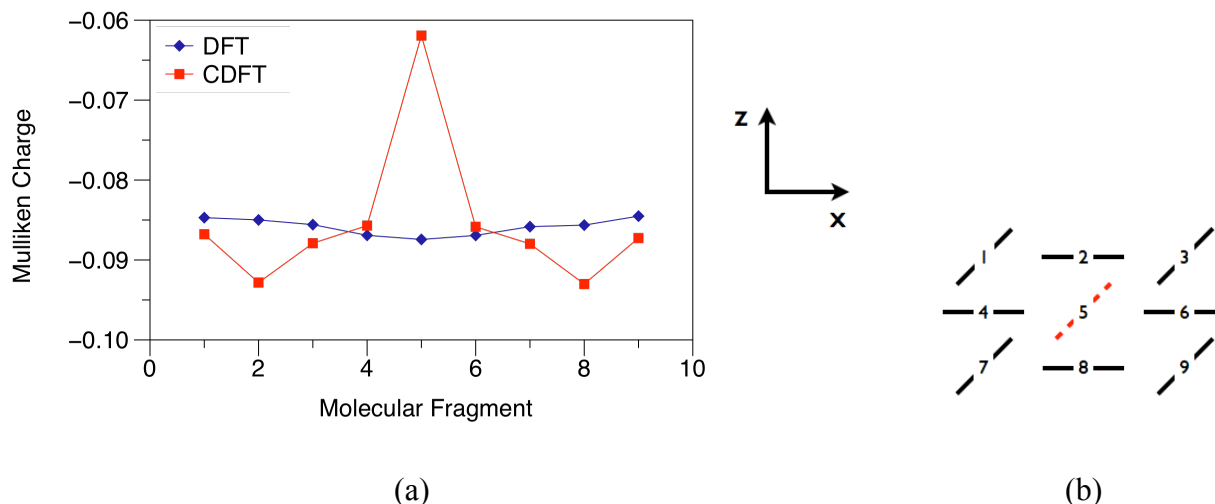 −0.06
−0.07
−0.08
−0.09
−0.10
Mulliken Charge
DFT
CDFT
0 2 4 6 8 10
Molecular Fragment
(a)
z
x
1 2 3
4 5 6
7 8 9
(b)